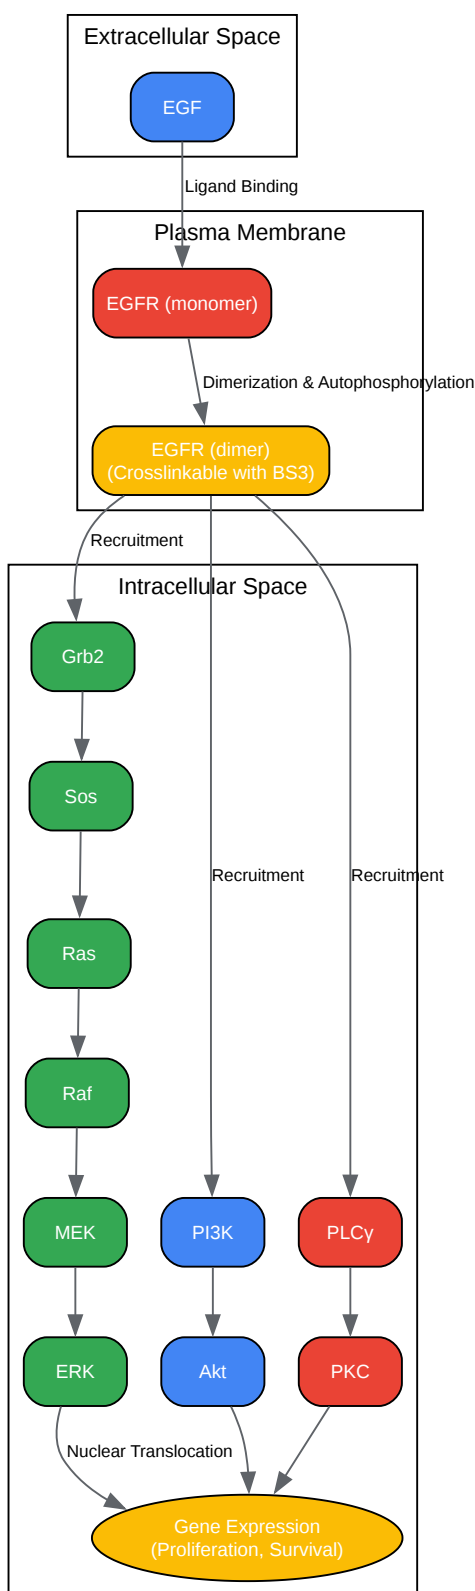 Extracellular Space
EGF
Ligand Binding
Plasma Membrane
EGFR (monomer)
Dimerization & Autophosphorylation
EGFR (dimer)
(Crosslinkable with BS3)
Recruitment
Intracellular Space
Grb2
Sos
Recruitment
Recruitment
Ras
Raf
MEK
PI3K
PLCγ
ERK
Akt
PKC
Nuclear Translocation
Gene Expression
(Proliferation, Survival)